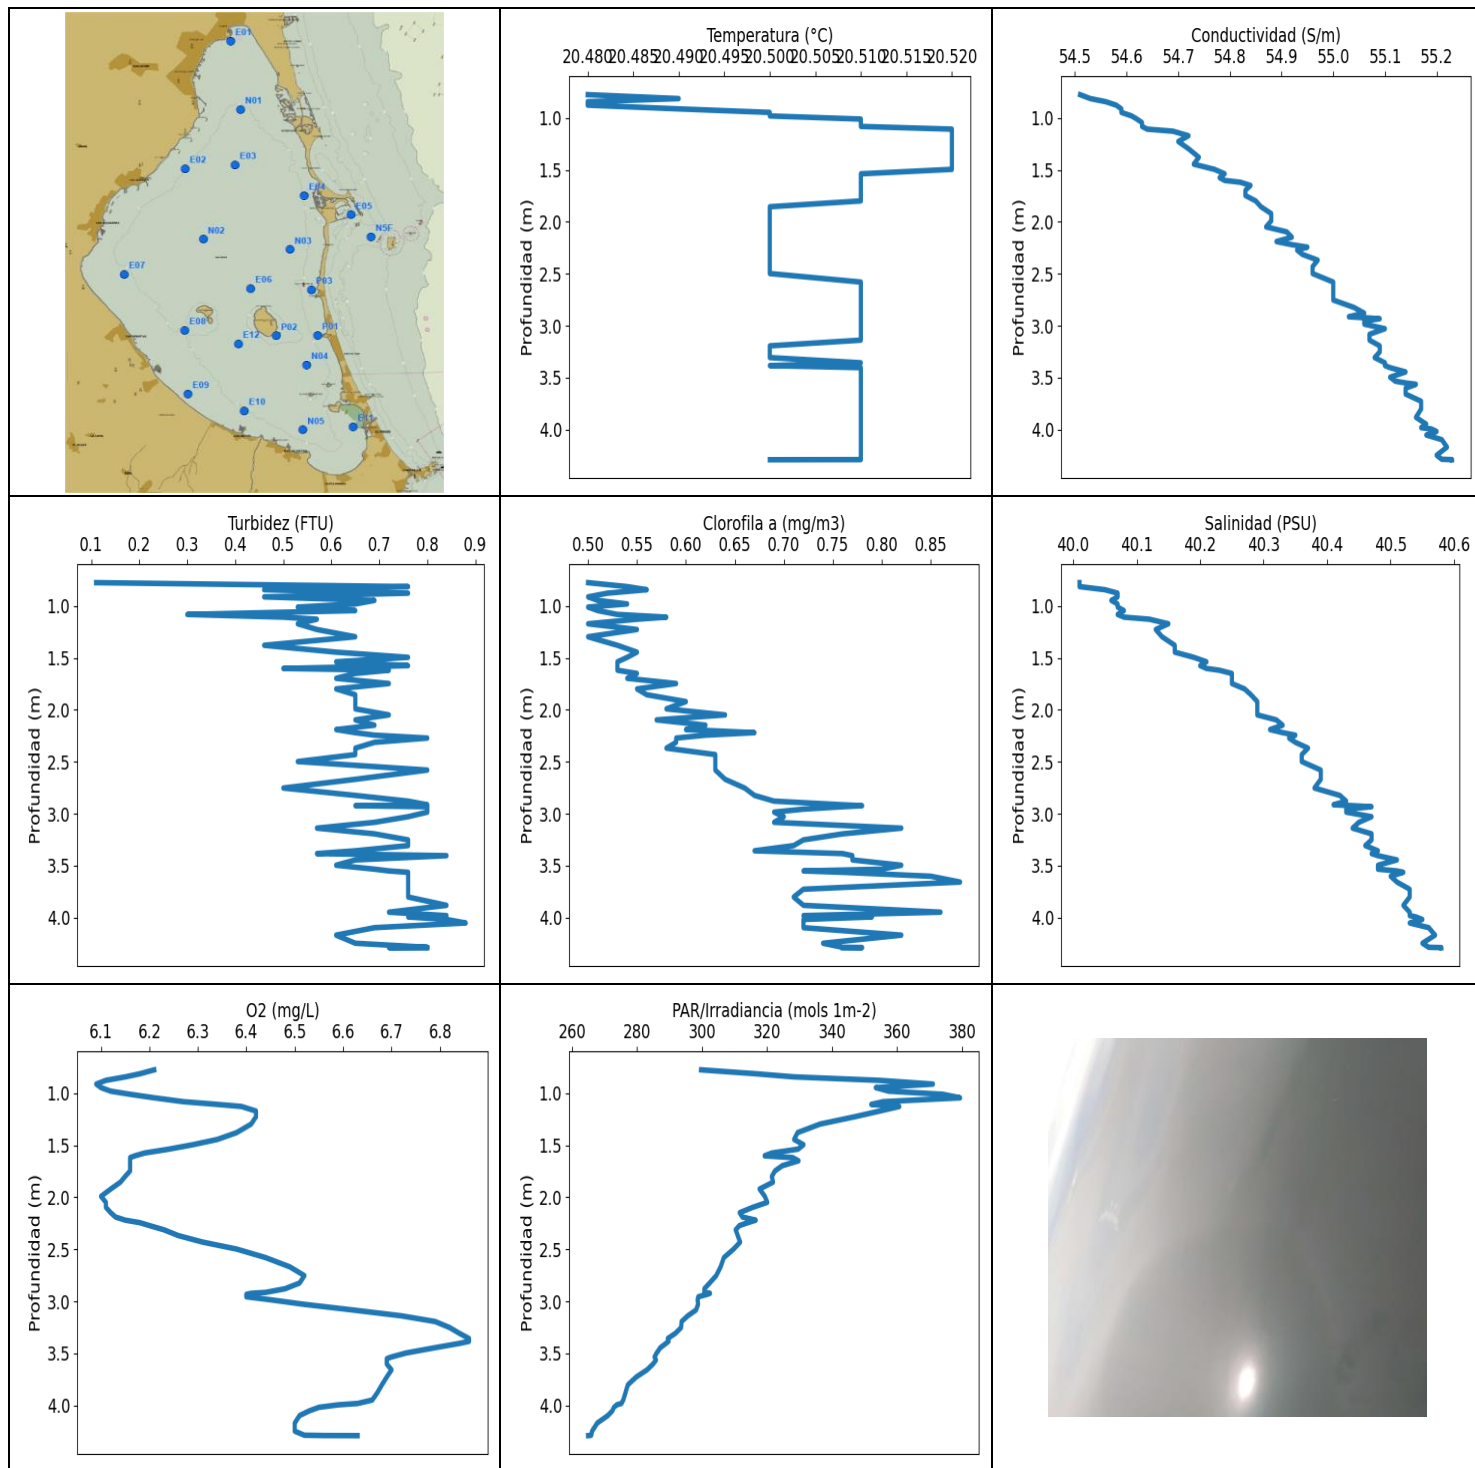 E01
N01
E02
E03
E04
E05
N5F
N02
N03
E07
E06
P03
E08
E12
P02
P01
N04
E09
E10
N05
E11
Temperatura (°C)
20.480 20.485 20.490 20.495 20.500 20.505 20.510 20.515 20.520
Profundidad (m)
1.0
1.5
2.0
2.5
3.0
3.5
4.0
Conductividad (S/m)
54.5 54.6 54.7 54.8 54.9 55.0 55.1 55.2
Profundidad (m)
1.0
1.5
2.0
2.5
3.0
3.5
4.0
Turbidez (FTU)
0.1 0.2 0.3 0.4 0.5 0.6 0.7 0.8 0.9
Profundidad (m)
1.0
1.5
2.0
2.5
3.0
3.5
4.0
Clorofila a (mg/m3)
0.50 0.55 0.60 0.65 0.70 0.75 0.80 0.85
Profundidad (m)
1.0
1.5
2.0
2.5
3.0
3.5
4.0
Salinidad (PSU)
40.0 40.1 40.2 40.3 40.4 40.5 40.6
Profundidad (m)
1.0
1.5
2.0
2.5
3.0
3.5
4.0
O2 (mg/L)
6.1 6.2 6.3 6.4 6.5 6.6 6.7 6.8
Profundidad (m)
1.0
1.5
2.0
2.5
3.0
3.5
4.0
PAR/Irradiancia (mols 1m-2)
260 280 300 320 340 360 380
Profundidad (m)
1.0
1.5
2.0
2.5
3.0
3.5
4.0